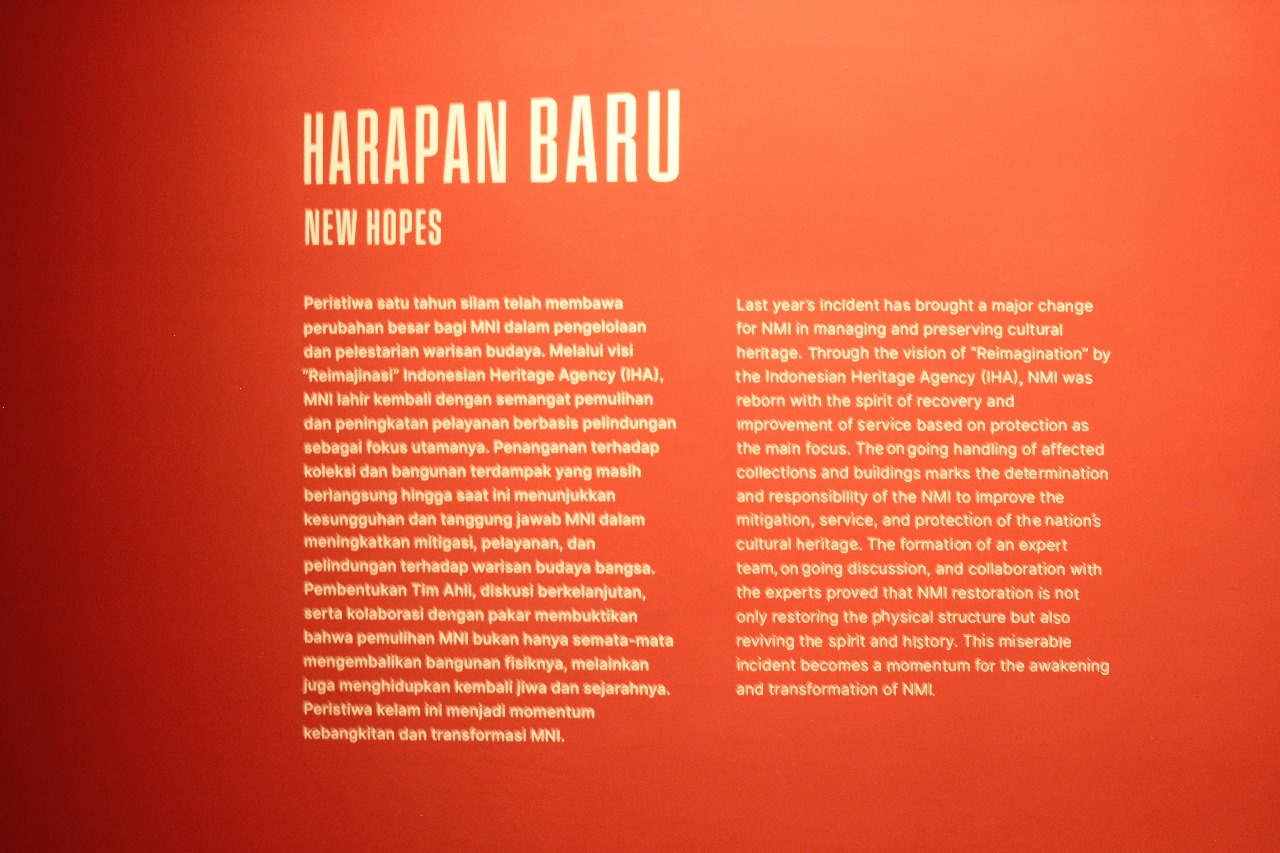 HARAPAN BARU
NEW HOPES
Peristiwa satu tahun silam telah membawa
perubahan besar bagi MNI dalam pengelolaan
dan pelestarian warisan budaya. Melalui visi
"Reimajinasi" Indonesian Heritage Agency (IHA),
MNI lahir kembali dengan semangat pemulihan
dan peningkatan pelayanan berbasis pelindungan
sebagai fokus utamanya. Penanganan terhadap
koleksi dan bangunan terdampak yang masih
berlangsung hingga saat ini menunjukkan
kesungguhan dan tanggung jawab MNI dalam
meningkatkan mitigasi, pelayanan, dan
pelindungan terhadap warisan budaya bangsa.
Pembentukan Tim Ahli, diskusi berkelanjutan,
serta kolaborasi dengan pakar membuktikan
bahwa pemulihan MNI bukan hanya semata-mata
mengembalikan bangunan fisiknya, melainkan
juga menghidupkan kembali jiwa dan sejarahnya.
Peristiwa kelam ini menjadi momentum
kebangkitan dan transformasi MNI.
Last year's incident has brought a major change
for NMI in managing and preserving cultural
heritage. Through the vision of "Reimagination" by
the Indonesian Heritage Agency (IHA), NMI was
reborn with the spirit of recovery and
improvement of service based on protection as
the main focus. The on going handling of affected
collections and buildings marks the determination
and responsibility of the NMI to improve the
mitigation, service, and protection of the nation's
cultural heritage. The formation of an expert
team, on going discussion, and collaboration with
the experts proved that NMI restoration is not
only restoring the physical structure but also
reviving the spirit and history. This miserable
incident becomes a momentum for the awakening
and transformation of NMI.